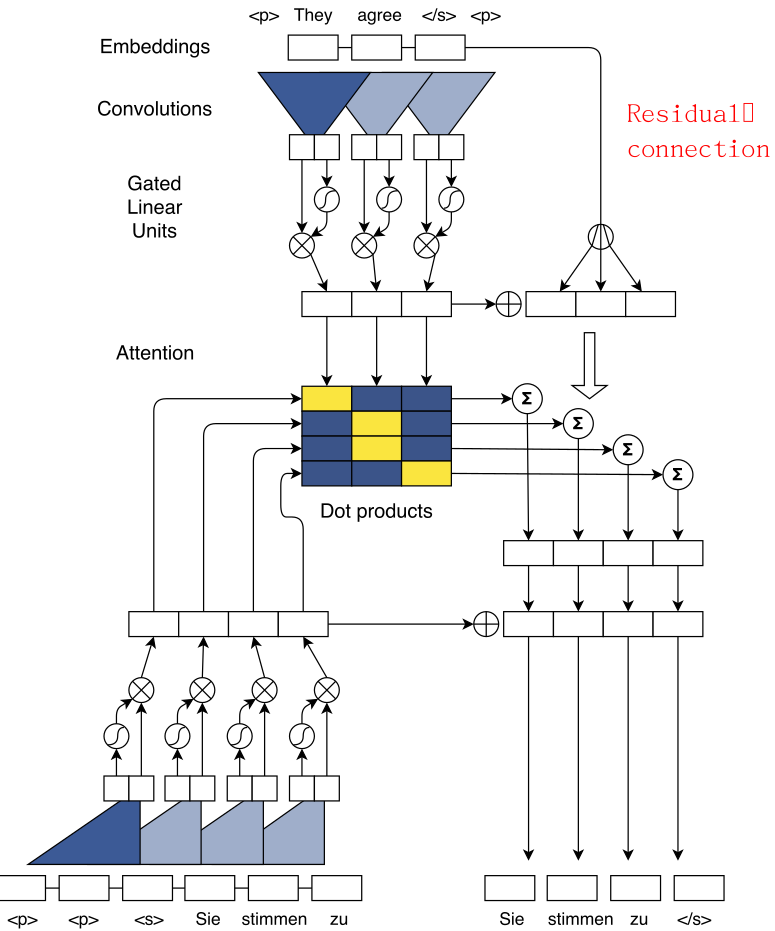 <p> They agree </s> <p>
Embeddings
Convolutions
Residual
connection
Gated
Linear
Units
Attention
Σ
Σ
Σ
Σ
Dot products
<p> <p> <s> Sie stimmen zu
Sie stimmen zu </s>